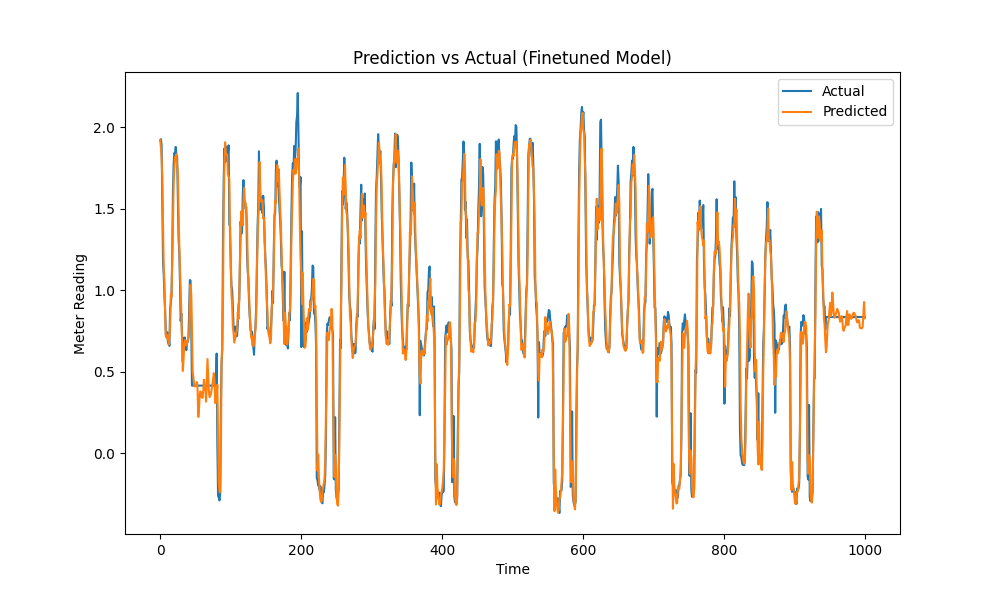 Prediction vs Actual (Finetuned Model)
Actual
Predicted
2.0
1.5
1.0
0.5
0.0
Meter Reading
0 200 400 600 800 1000
Time